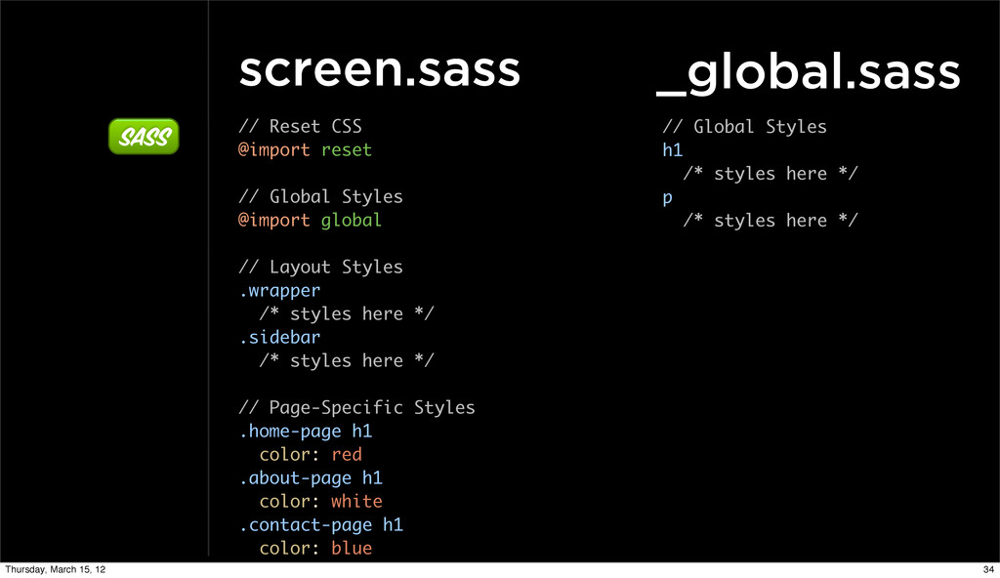 screen.sass
_global.sass
SASS
// Reset CSS
@import reset
// Global Styles
@import global
// Layout Styles
.wrapper
/* styles here */
.sidebar
/* styles here */
// Page-Specific Styles
.home-page h1
color: red
.about-page h1
color: white
.contact-page h1
color: blue
// Global Styles
h1
/* styles here */
p
/* styles here */
Thursday, March 15, 12
34